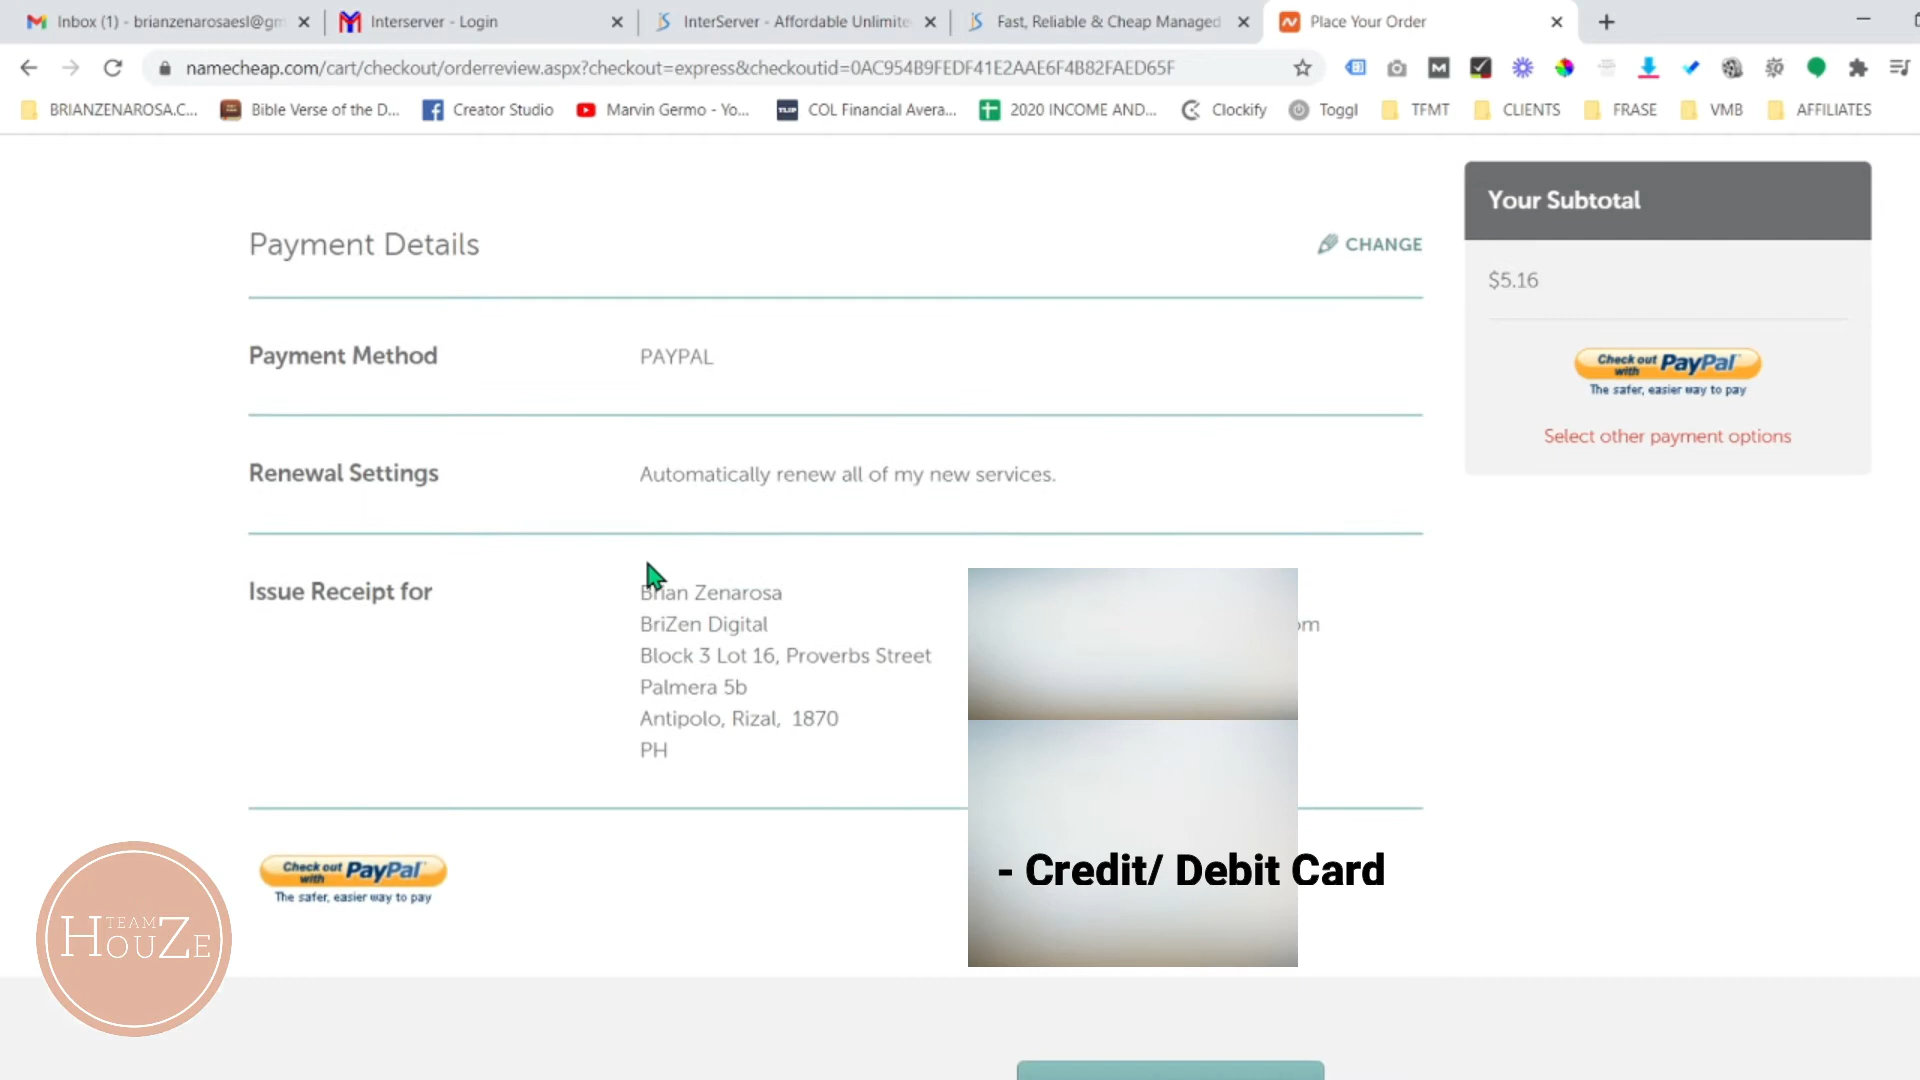 Inbox (1) - brianzenarosaesl@gm
Interserver - Login
InterServer - Affordable Unlimite
Fast, Reliable & Cheap Managed
Place Your Order
namecheap.com/cart/checkout/orderreview.aspx?checkout=express&checkoutid=0AC954B9FEDF41E2AAE6F4B82FAED65F
BRIANZENAROSA.C...
Bible Verse of the D...
Creator Studio
Marvin Germo - Yo...
COL Financial Avera...
2020 INCOME AND...
Clockify
Toggl
TFMT
CLIENTS
FRASE
VMB
AFFILIATES
Payment Details
CHANGE
Payment Method
PAYPAL
Renewal Settings
Automatically renew all of my new services.
Issue Receipt for
Brian Zenarosa
BriZen Digital
om
Block 3 Lot 16, Proverbs Street
Palmera 5b
Antipolo, Rizal, 1870
PH
Check out with PayPal
The safer, easier way to pay
- Credit/ Debit Card
Your Subtotal
$5.16
Check out with PayPal
The safer, easier way to pay
Select other payment options
TEAM
HOUZE